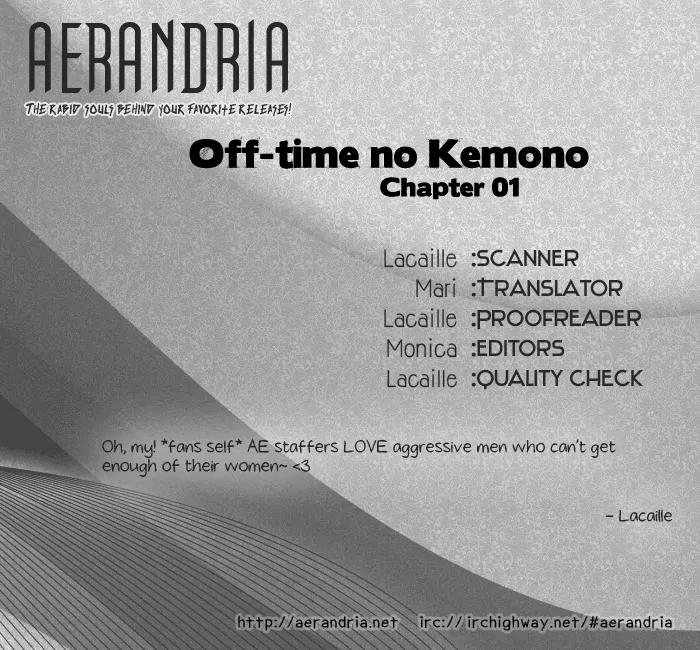 AERANDRIA
THE RABID SOULS BEHIND YOUR FAVORITE RELEASES!
Off-time no Kemono
Chapter 01
Lacaille :SCANNER
Mari :TRANSLATOR
Lacaille :PROOFREADER
Monica :EDITORS
Lacaille :QUALITY CHECK
Oh, my! *fans self* AE staffers LOVE aggressive men who can't get
enough of their women~ <3
- Lacaille
http://aerandria.net irc://irchighway.net/#aerandria